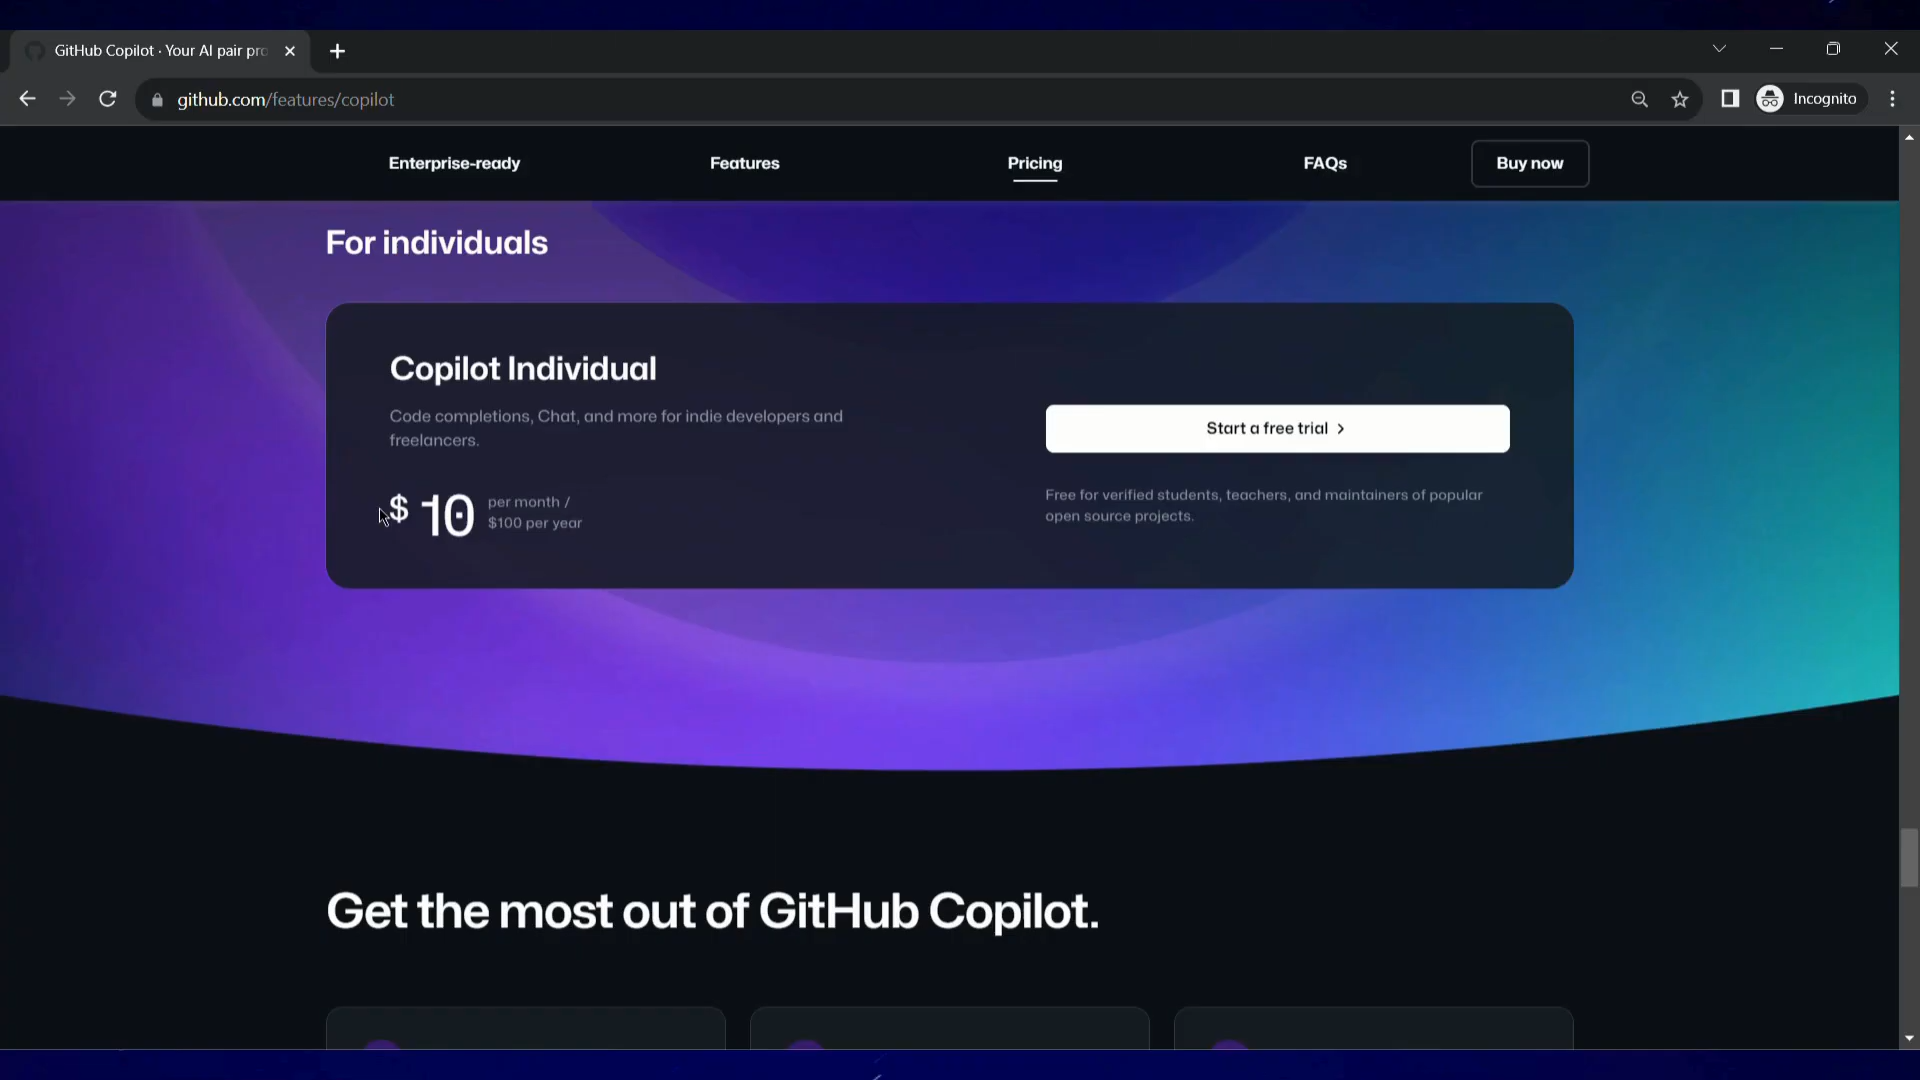 GitHub Copilot · Your AI pair pro
github.com/features/copilot
Incognito
Enterprise-ready
Features
Pricing
FAQs
Buy now
For individuals
Copilot Individual
Code completions, Chat, and more for indie developers and
freelancers.
$ 10
per month /
$100 per year
Start a free trial
Free for verified students, teachers, and maintainers of popular
open source projects.
Get the most out of GitHub Copilot.